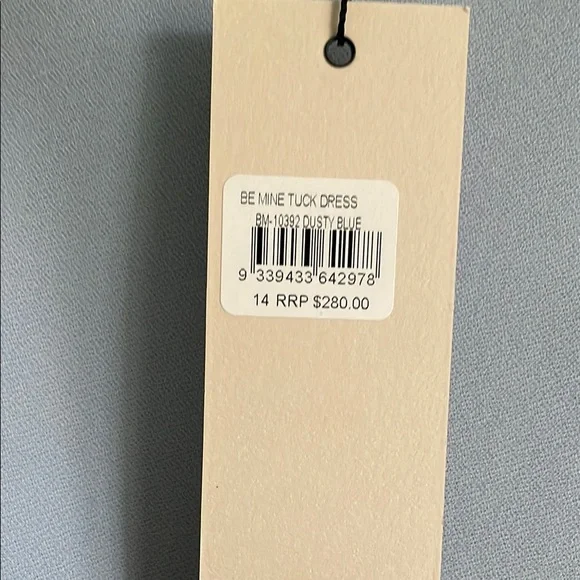 BE MINE TUCK DRESS
BM-10392 DUSTY BLUE
9 339433 642978
14 RRP $280.00